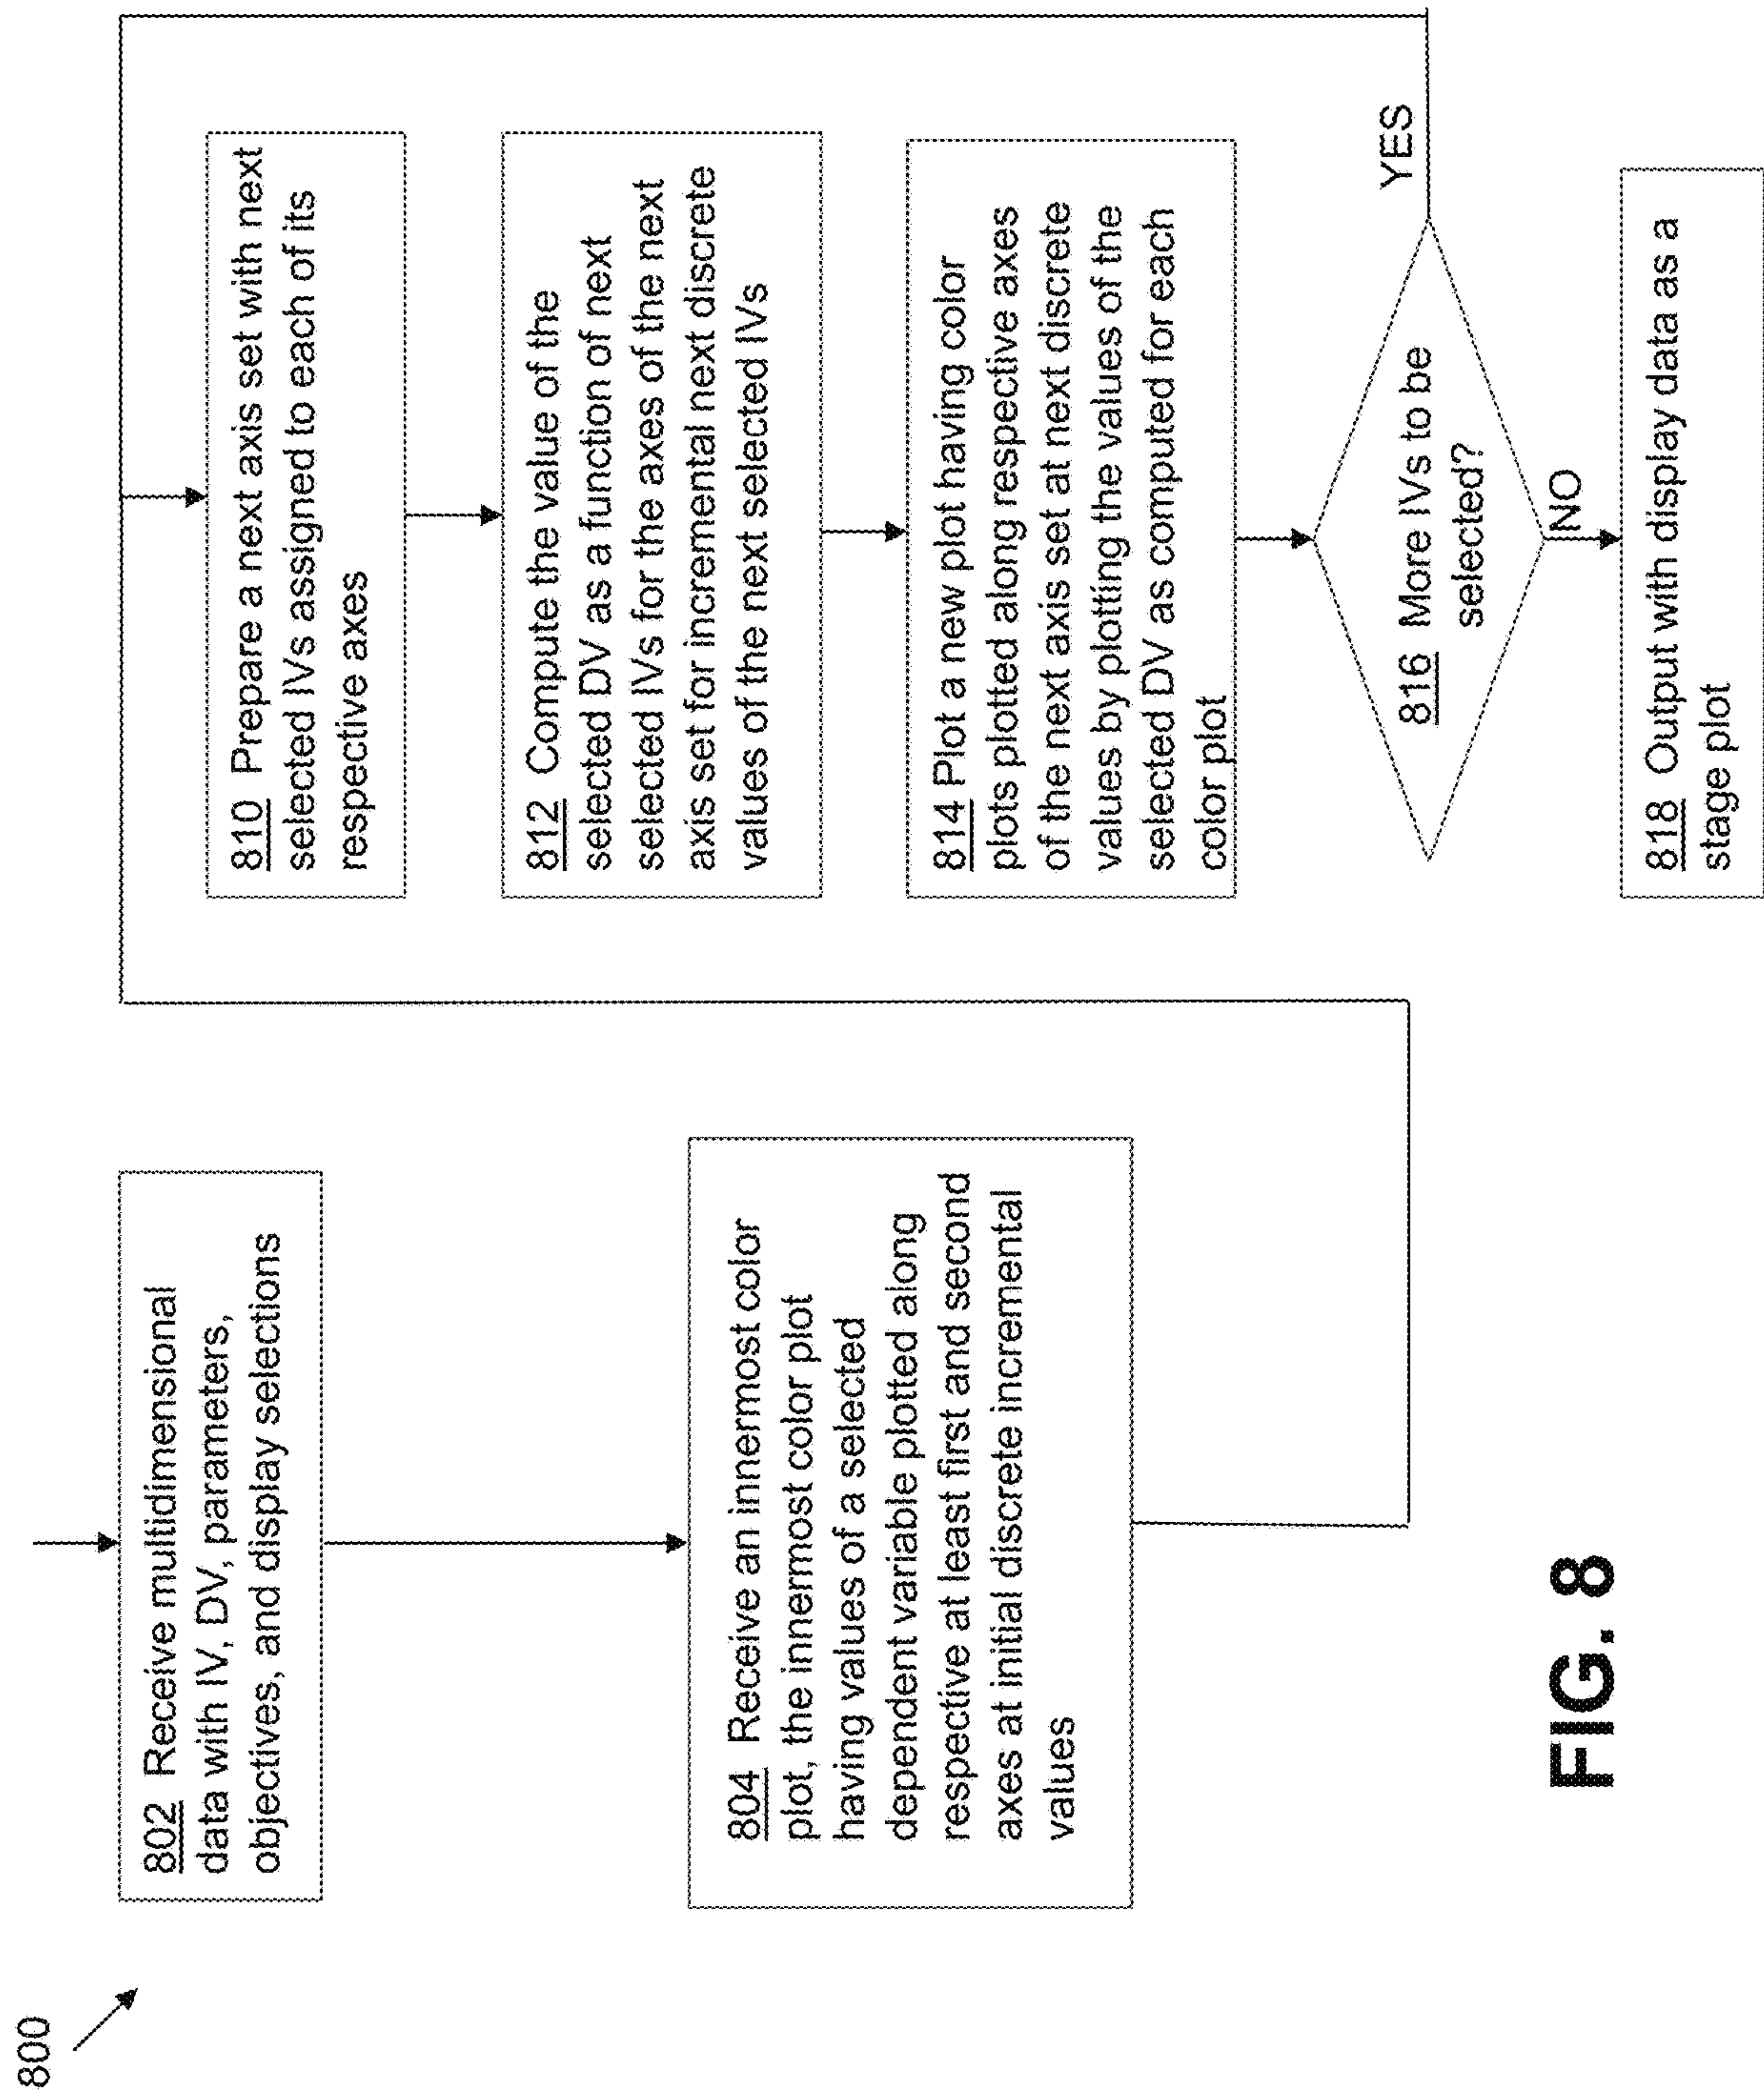 800
802 Receive multidimensional
data with IV, DV, parameters,
objectives, and display selections
804 Receive an innermost color
plot, the innermost color plot
having values of a selected
dependent variable plotted along
respective at least first and second
axes at initial discrete incremental
values
810 Prepare a next axis set with next
selected IVs assigned to each of its
respective axes
812 Compute the value of the
selected DV as a function of next
selected IVs for the axes of the next
axis set for incremental next discrete
values of the next selected IVs
814 Plot a new plot having color
plots plotted along respective axes
of the next axis set at next discrete
values by plotting the values of the
selected DV as computed for each
color plot
816 More IVs to be
selected?
YES
NO
818 Output with display data as a
stage plot
FIG. 8